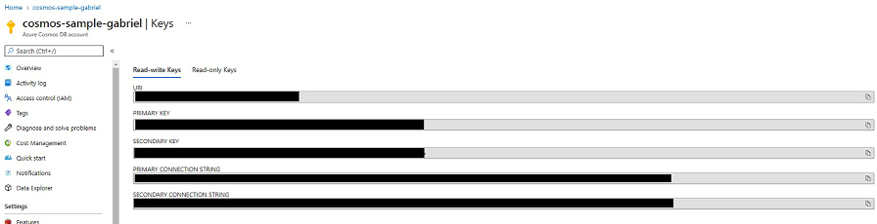 Home > cosmos-sample-gabriel
cosmos-sample-gabriel | Keys ...
Azure Cosmos DB account
Search (Ctrl+/)
«
Overview
Activity log
Access control (IAM)
Tags
Diagnose and solve problems
Cost Management
Quick start
Notifications
Data Explorer
Settings
Features
Read-write Keys Read-only Keys
URI
PRIMARY KEY
SECONDARY KEY
PRIMARY CONNECTION STRING
SECONDARY CONNECTION STRING